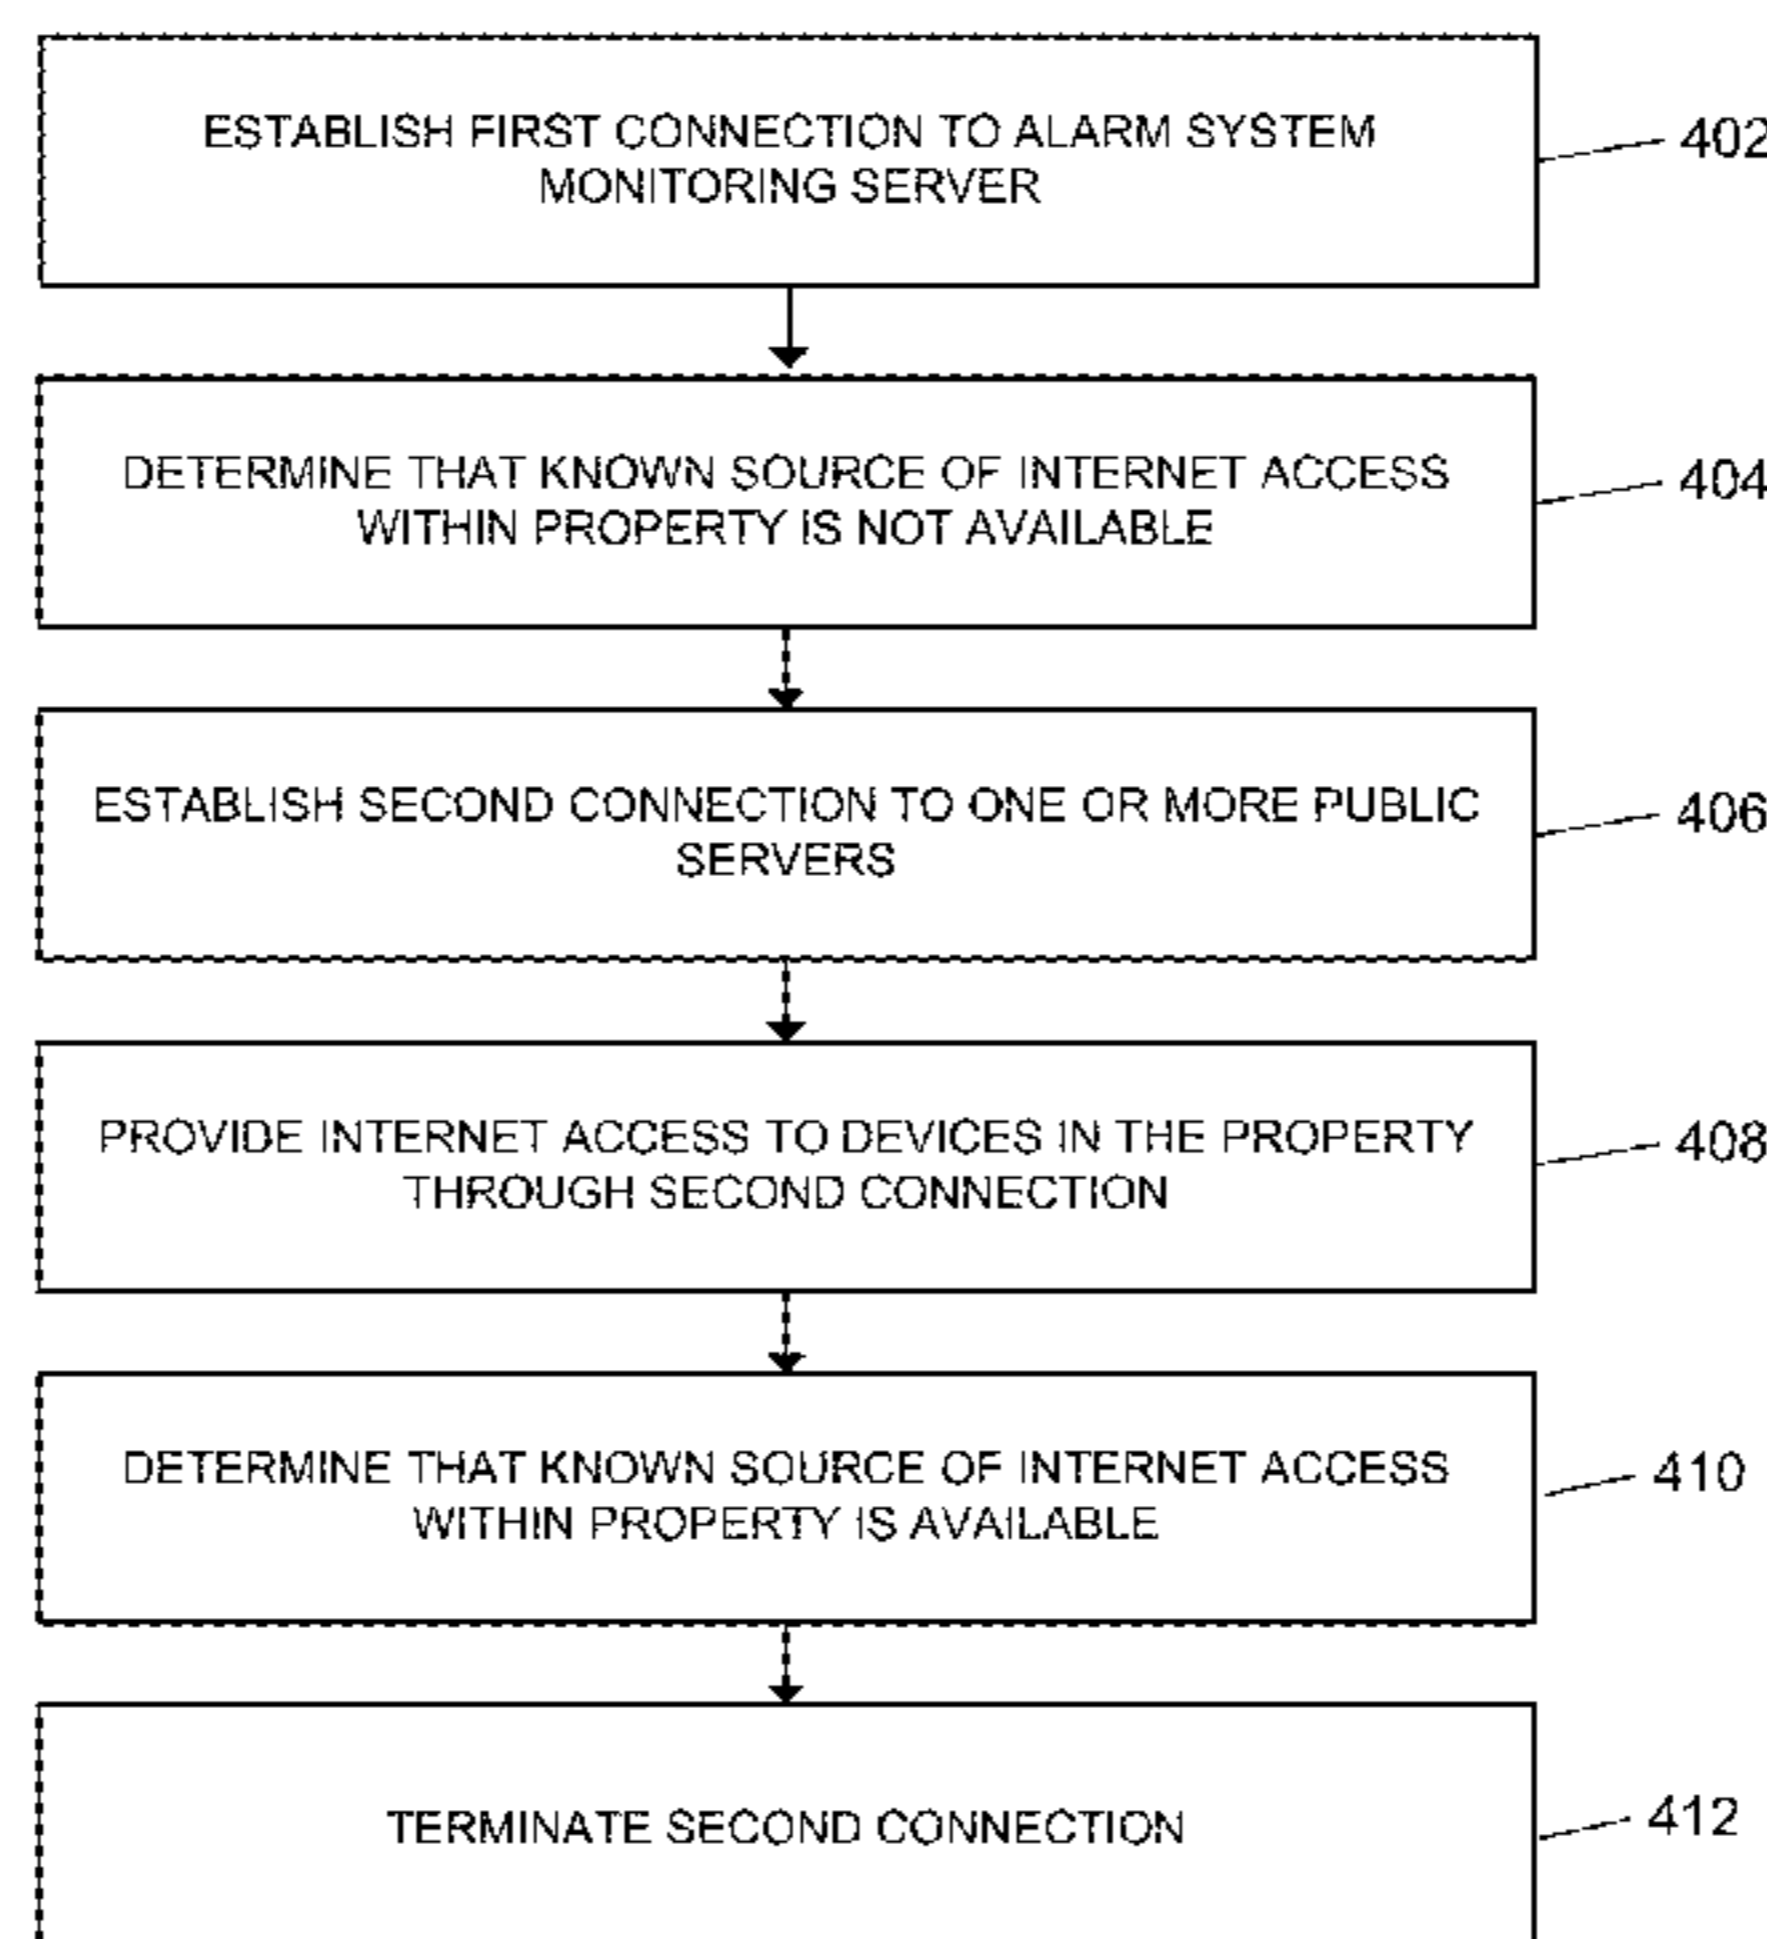 ESTABLISH FIRST CONNECTION TO ALARM SYSTEM
MONITORING SERVER
402
DETERMINE THAT KNOWN SOURCE OF INTERNET ACCESS
WITHIN PROPERTY IS NOT AVAILABLE
404
ESTABLISH SECOND CONNECTION TO ONE OR MORE PUBLIC
SERVERS
406
PROVIDE INTERNET ACCESS TO DEVICES IN THE PROPERTY
THROUGH SECOND CONNECTION
408
DETERMINE THAT KNOWN SOURCE OF INTERNET ACCESS
WITHIN PROPERTY IS AVAILABLE
410
TERMINATE SECOND CONNECTION
412